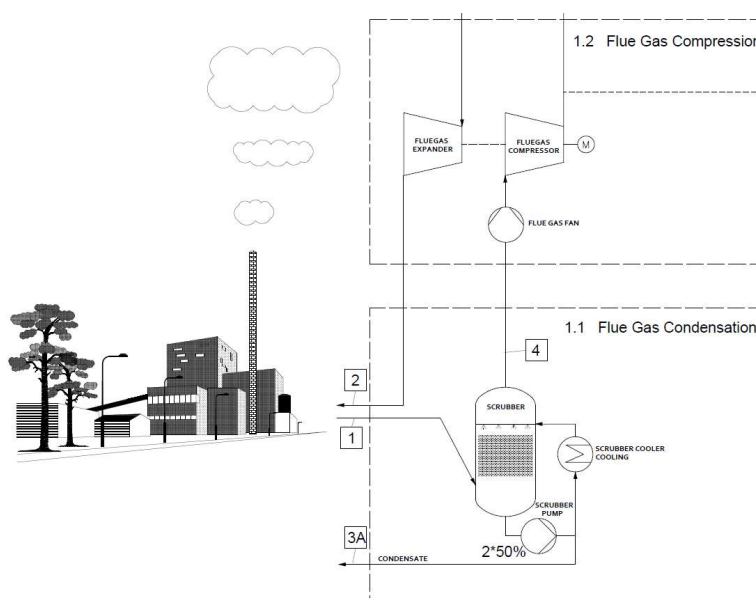 1.2 Flue Gas Compression
FLUEGAS
EXPANDER
FLUEGAS
COMPRESSOR
M
FLUE GAS FAN
1.1 Flue Gas Condensation
4
2
1
SCRUBBER
SCRUBBER COOLER
COOLING
SCRUBBER
PUMP
2*50%
3A
CONDENSATE